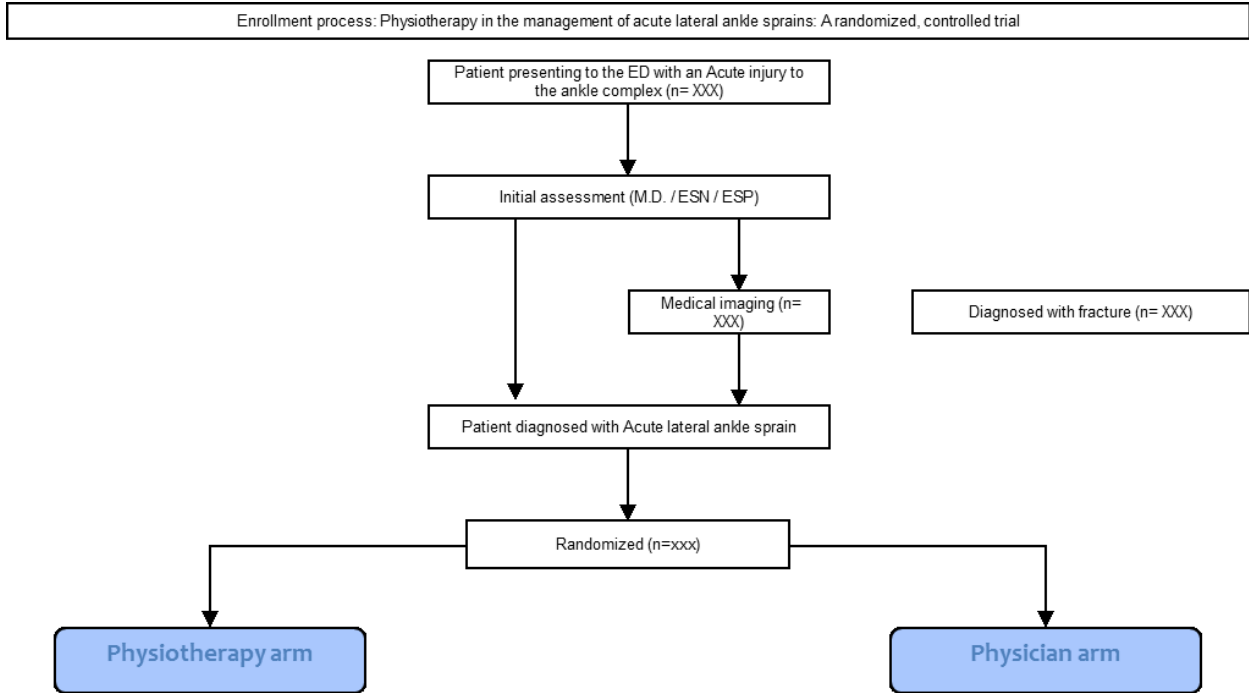 Enrollment process: Physiotherapy in the management of acute lateral ankle sprains: A randomized, controlled trial
Patient presenting to the ED with an Acute injury to
the ankle complex (n= XXX)
Initial assessment (M.D. / ESN / ESP)
Medical imaging (n=
XXX)
Diagnosed with fracture (n= XXX)
Patient diagnosed with Acute lateral ankle sprain
Randomized (n=xxx)
Physiotherapy arm
Physician arm